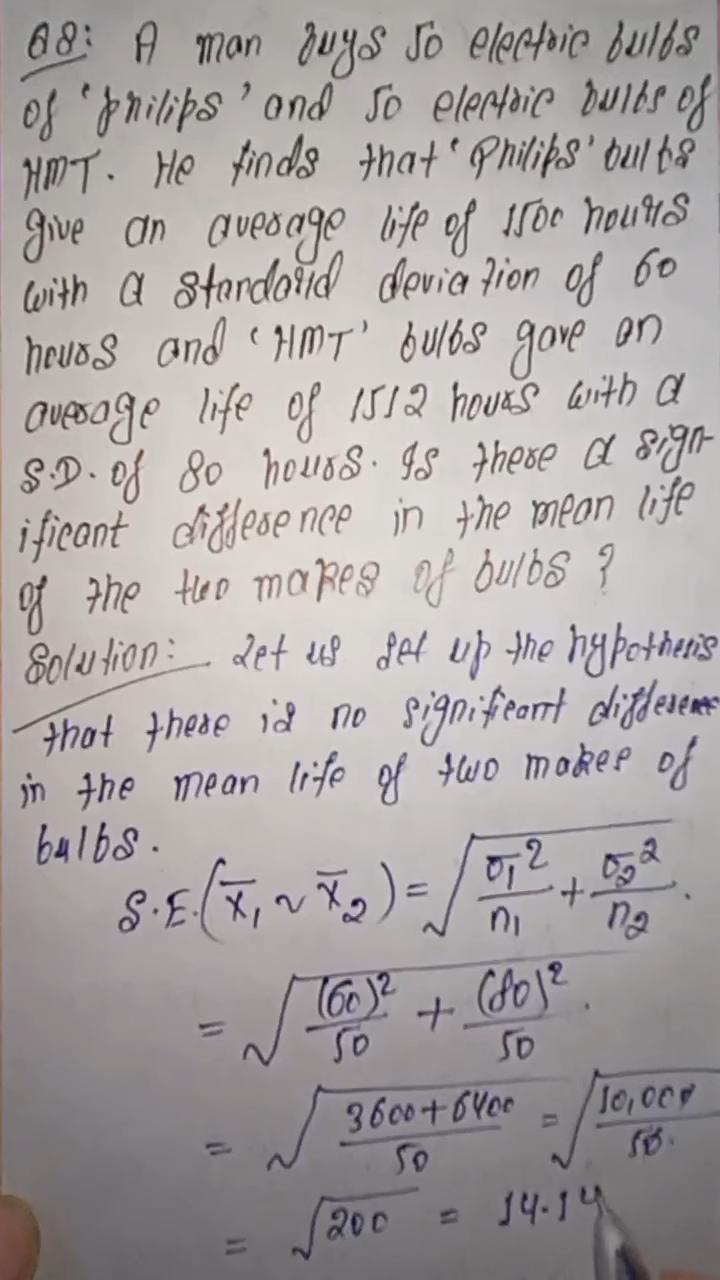 Q8: A man buys 50 electric bulbs
of 'philips' and 50 electric bulbs of
HMT. He finds that 'Philips' bulbs
give an average life of 1500 hours
with a standard deviation of 60
hours and 'HMT' bulbs gave an
average life of 1512 hours with a
S.D. of 80 hours. Is there a sign-
ificant difference in the mean life
of the two makes of bulbs ?
Solution: Let us set up the hypothesis
that there is no significant difference
in the mean life of two makes of
bulbs.
S.E.(x̄₁ ~ x̄₂) = √(σ₁²/n₁ + σ₂²/n₂).
= √((60)²/50 + (80)²/50).
= √((3600+6400)/50) = √(10,000/50).
= √200 = 14.14